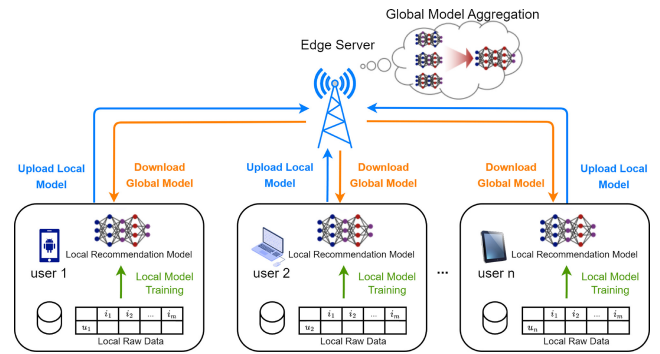 Global Model Aggregation
Edge Server
Upload Local
Model
Download
Global Model
Upload Local
Model
Download
Global Model
Download
Global Model
Upload Local
Model
Local Recommendation Model
user 1
Local Model
Training
i1 i2 ... im
u1
Local Raw Data
Local Recommendation Model
user 2
Local Model
Training
i1 i2 ... im
u2
Local Raw Data
...
Local Recommendation Model
user n
Local Model
Training
i1 i2 ... im
un
Local Raw Data